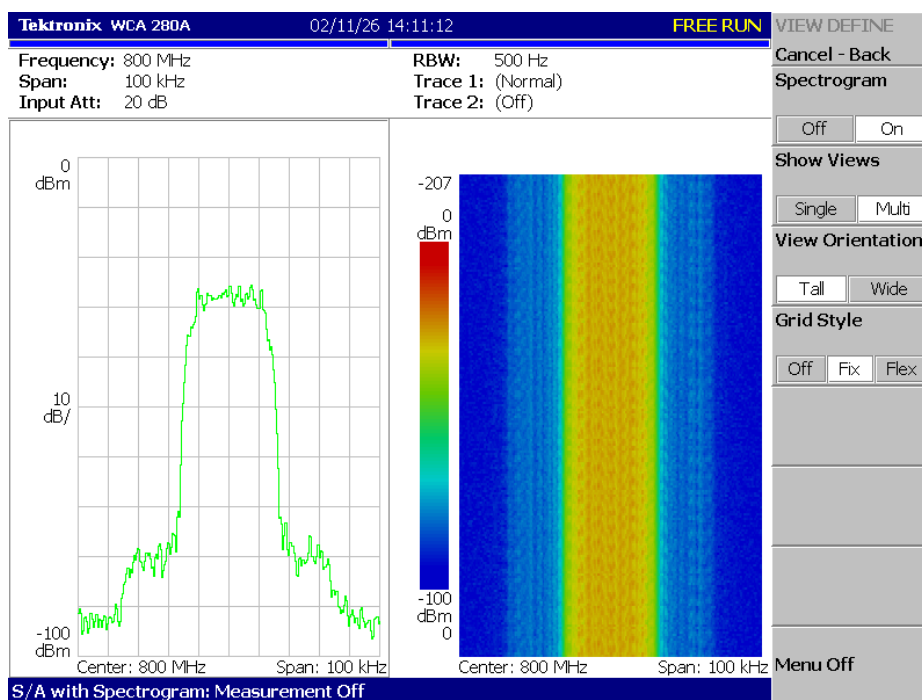 Tektronix WCA 280A 02/11/26 14:11:12 FREE RUN
Frequency: 800 MHz
Span: 100 kHz
Input Att: 20 dB
RBW: 500 Hz
Trace 1: (Normal)
Trace 2: (Off)
0
dBm
10
dB/
-100
dBm
Center: 800 MHz Span: 100 kHz
-207
0
dBm
-100
dBm
0
Center: 800 MHz Span: 100 kHz
S/A with Spectrogram: Measurement Off
VIEW DEFINE
Cancel - Back
Spectrogram
Off On
Show Views
Single Multi
View Orientation
Tall Wide
Grid Style
Off Fix Flex
Menu Off